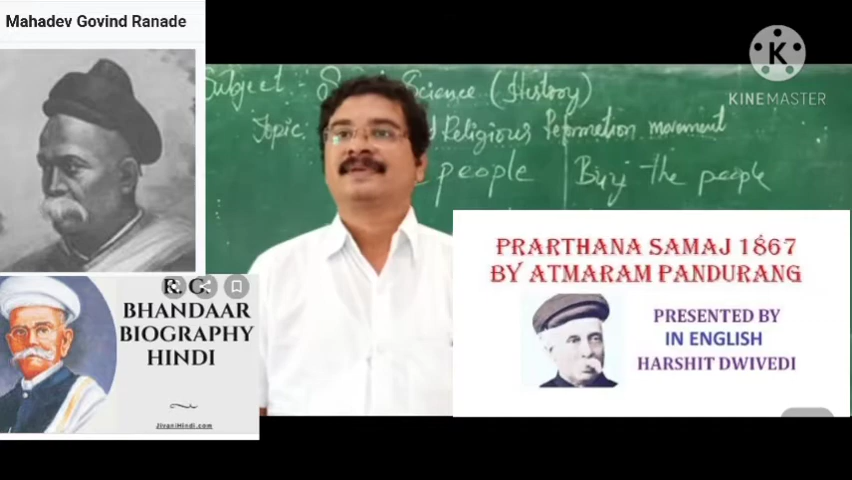 Mahadev Govind Ranade
K
KINEMASTER
Subject - Science (History)
Topic: Religious Reformation movement
people By the people
R. G.
BHANDAAR
BIOGRAPHY
HINDI
JivaniHindi.com
PRARTHANA SAMAJ 1867
BY ATMARAM PANDURANG
PRESENTED BY
IN ENGLISH
HARSHIT DWIVEDI